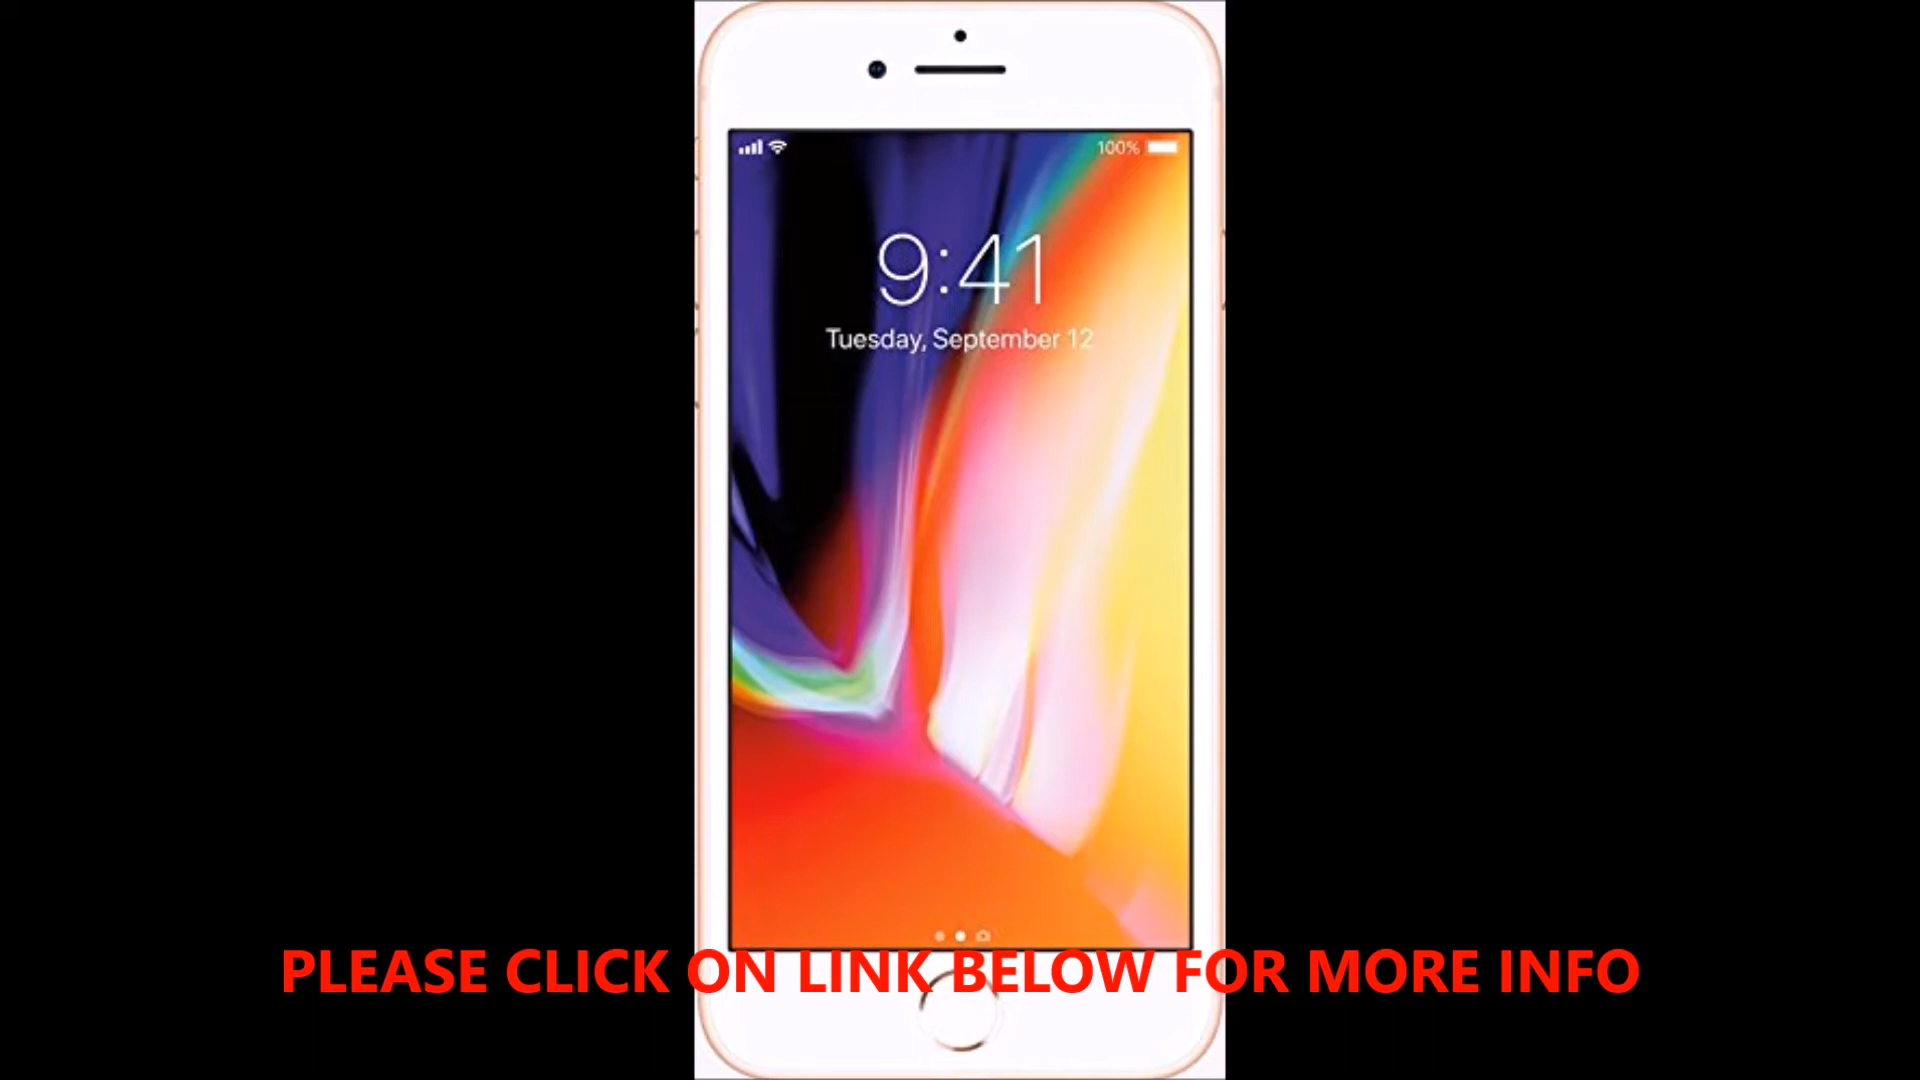 100%
9:41
Tuesday, September 12
PLEASE CLICK ON LINK BELOW FOR MORE INFO